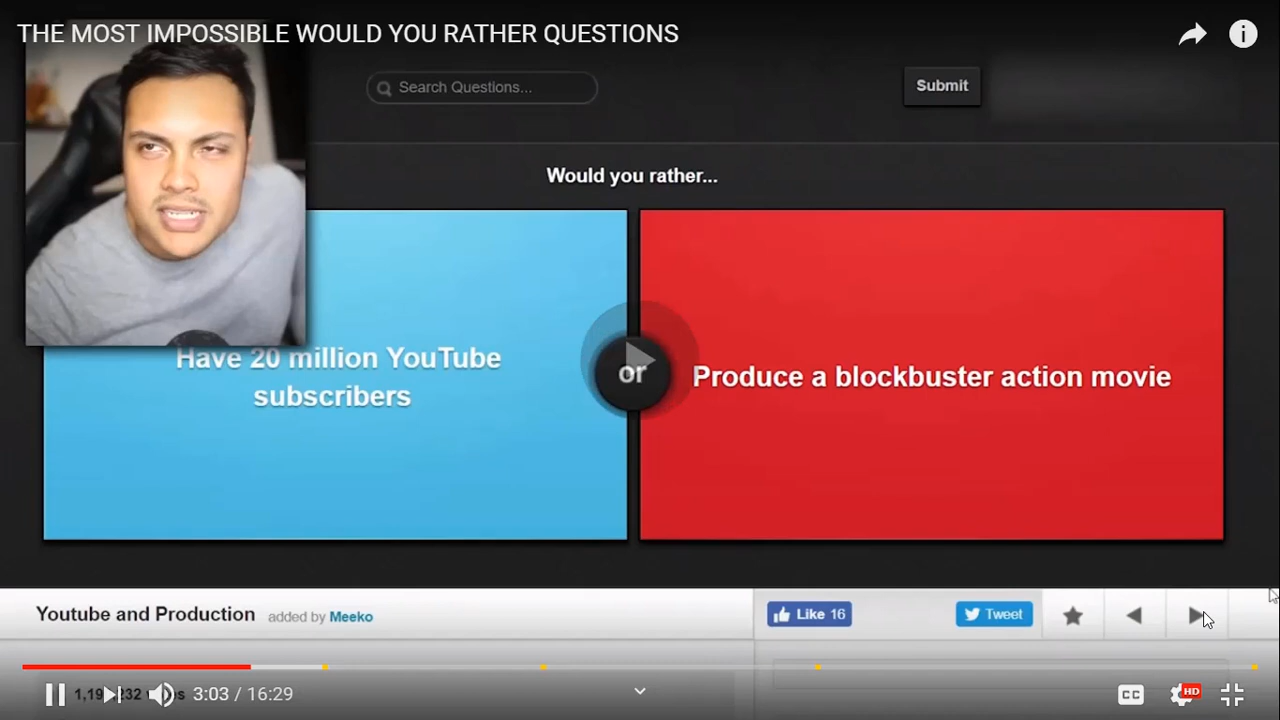 THE MOST IMPOSSIBLE WOULD YOU RATHER QUESTIONS
Search Questions...
Submit
Would you rather...
Have 20 million YouTube
subscribers
or
Produce a blockbuster action movie
Youtube and Production added by Meeko
Like 16
Tweet
3:03 / 16:29
CC
HD